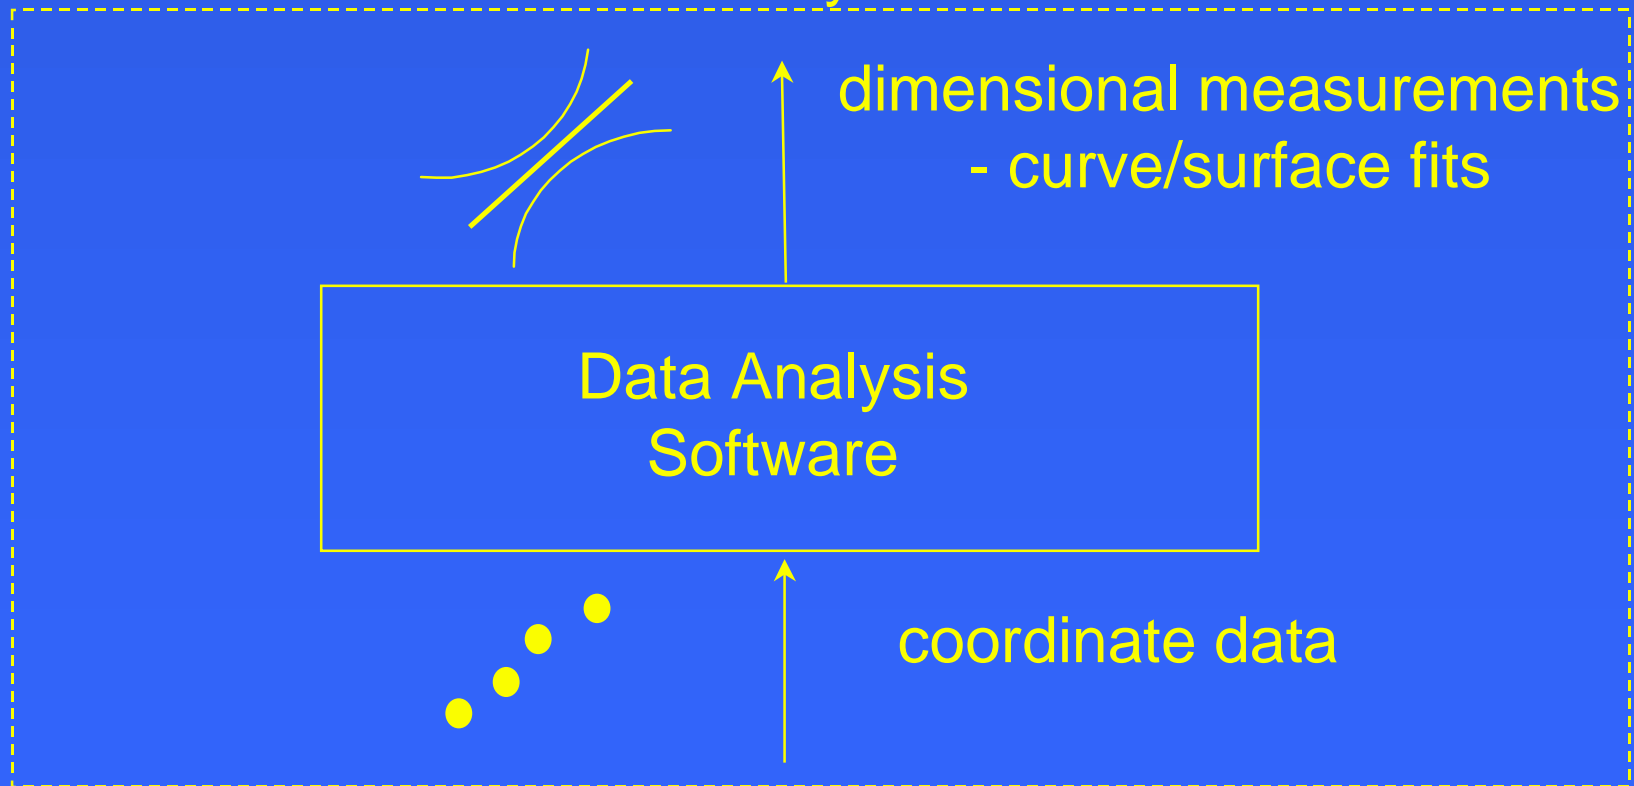 dimensional measurements
- curve/surface fits
Data Analysis
Software
coordinate data